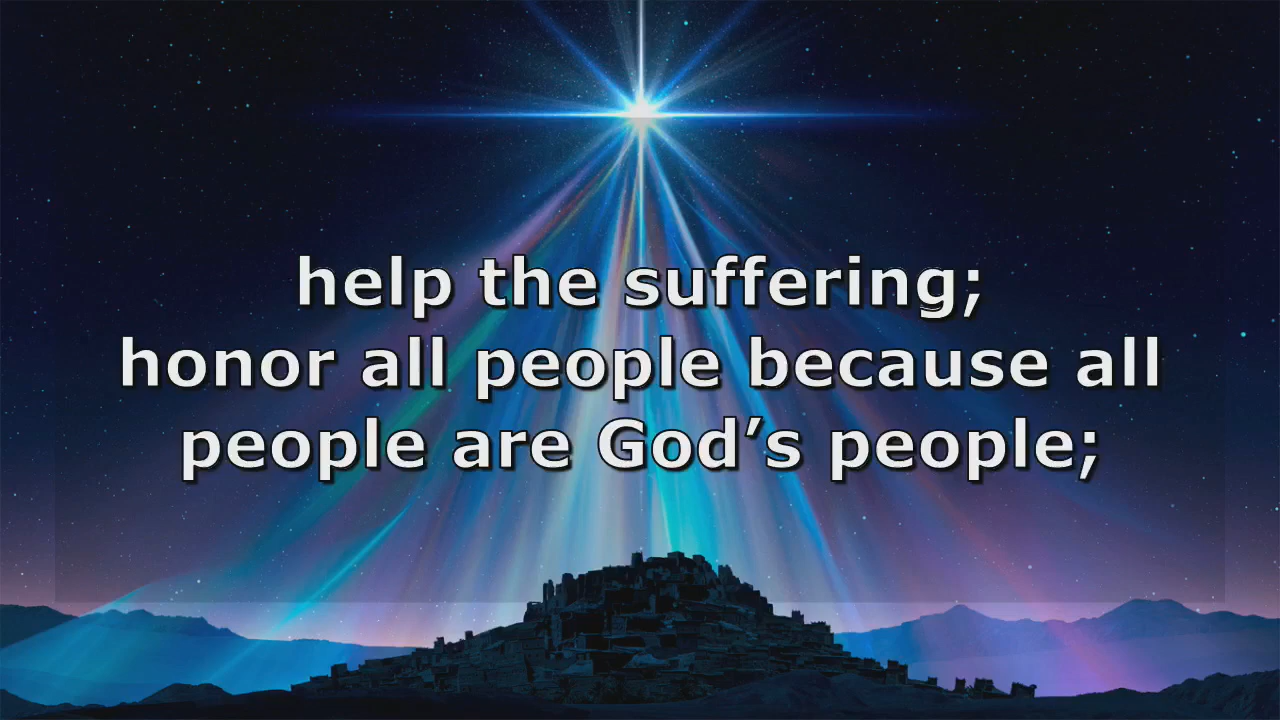 help the suffering;
honor all people because all
people are God’s people;